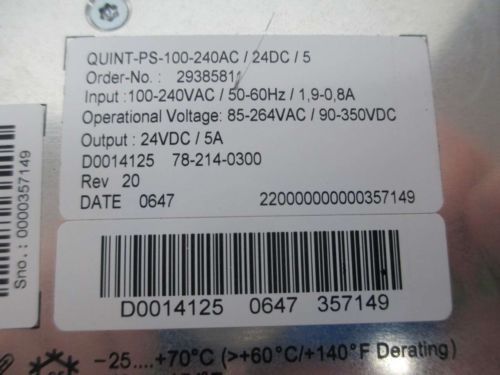 QUINT-PS-100-240AC / 24DC / 5
Order-No.: 2938581
Input :100-240VAC / 50-60Hz / 1,9-0,8A
Operational Voltage: 85-264VAC / 90-350VDC
Output : 24VDC / 5A
D0014125 78-214-0300
Rev 20
DATE 0647 220000000000357149
Sno.: 0000357149
D0014125 0647 357149
-25....+70°C (>+60°C/+140°F Derating)